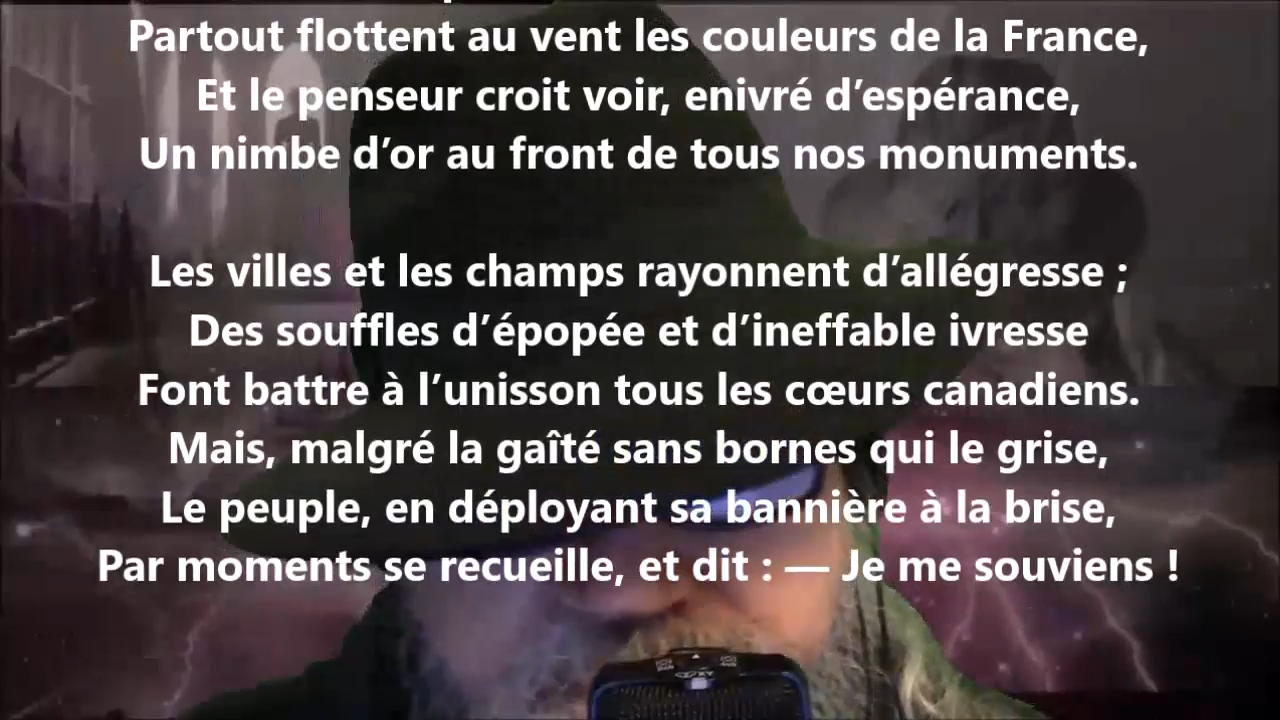 Partout flottent au vent les couleurs de la France,
Et le penseur croit voir, enivré d’espérance,
Un nimbe d’or au front de tous nos monuments.
Les villes et les champs rayonnent d’allégresse ;
Des souffles d’épopée et d’ineffable ivresse
Font battre à l’unisson tous les cœurs canadiens.
Mais, malgré la gaîté sans bornes qui le grise,
Le peuple, en déployant sa bannière à la brise,
Par moments se recueille, et dit : — Je me souviens !
XY